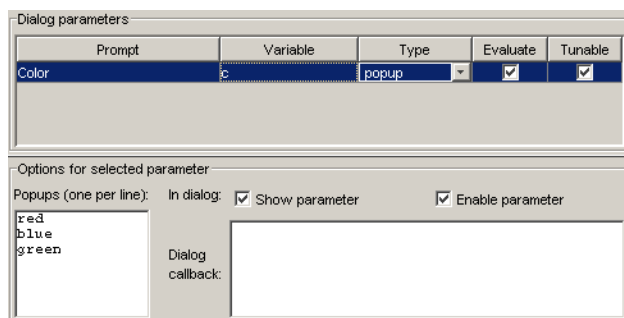 Dialog parameters
Prompt Variable Type Evaluate Tunable
Color c popup
Options for selected parameter
Popups (one per line): In dialog: Show parameter Enable parameter
red
blue
green
Dialog
callback: